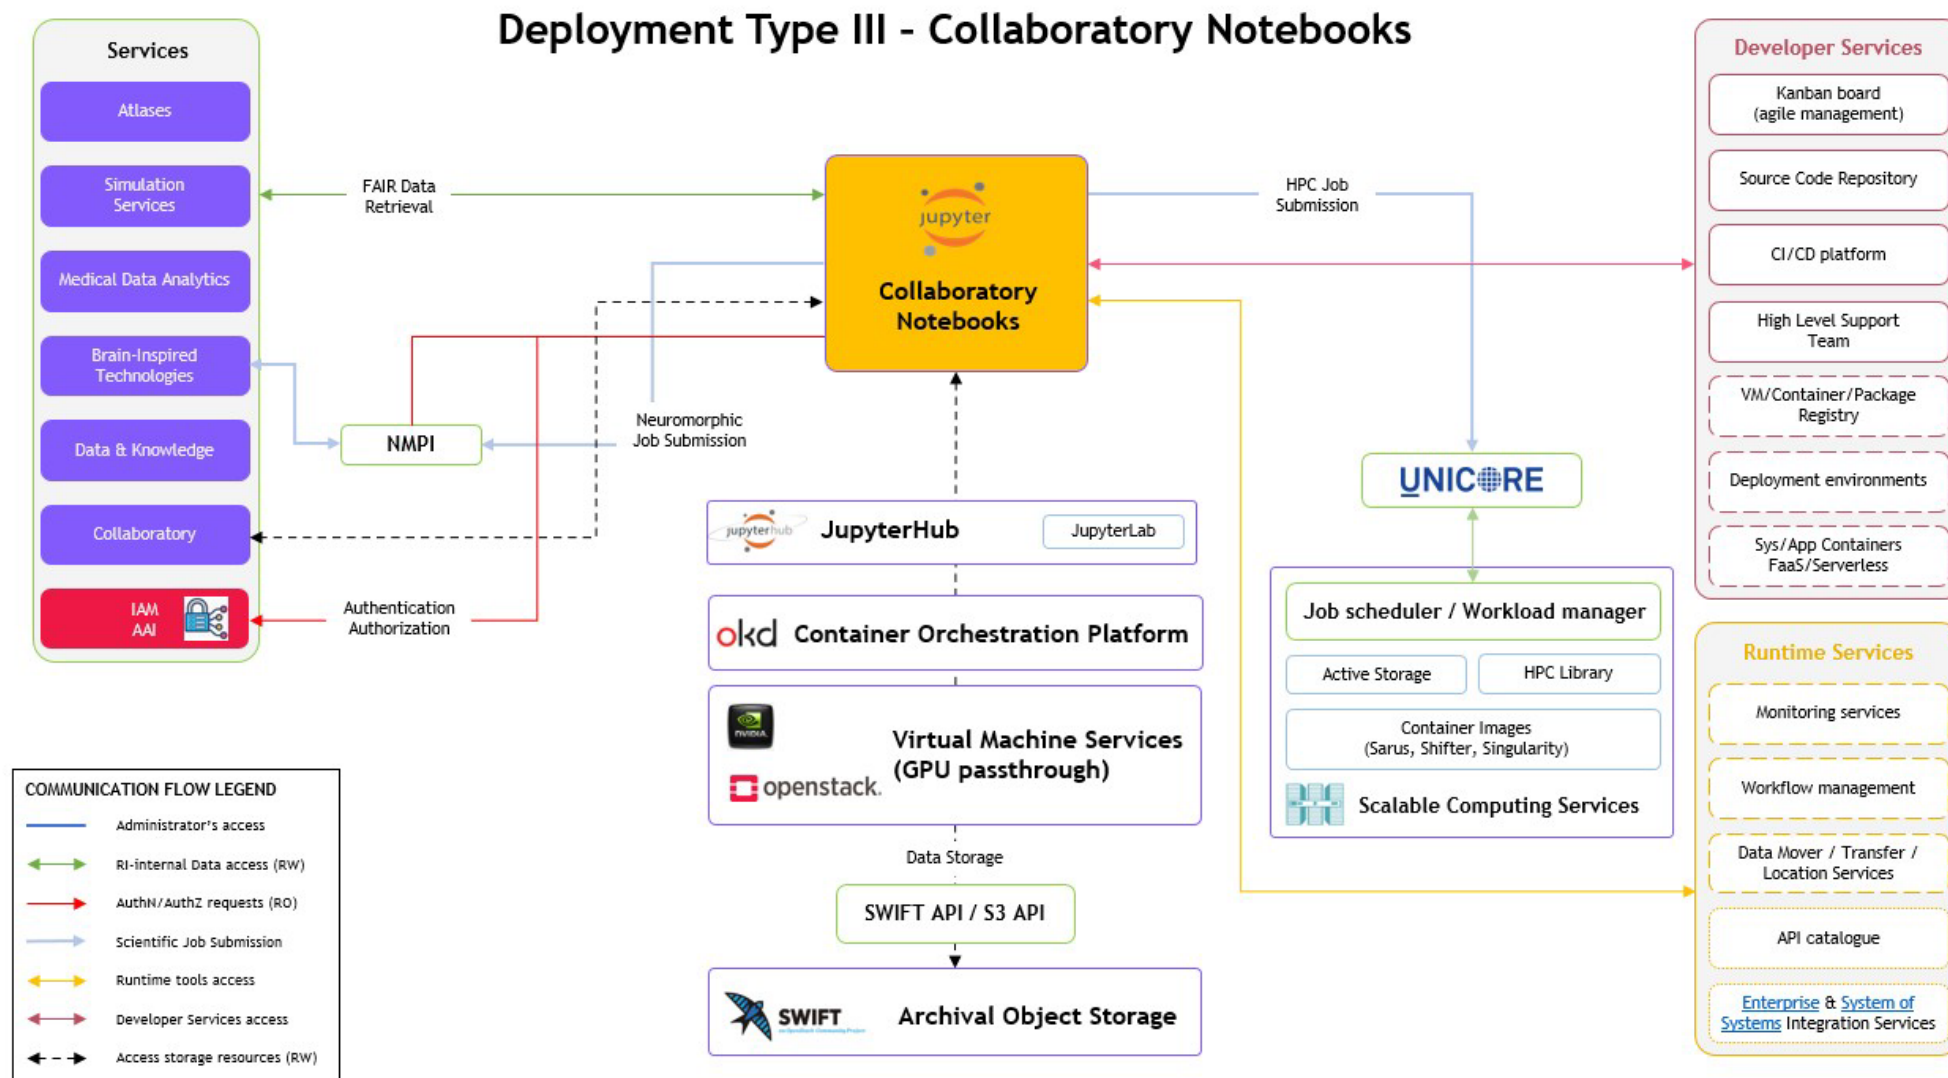 Deployment Type III – Collaboratory Notebooks
Services
Atlases
Simulation
Services
Medical Data Analytics
Brain-Inspired
Technologies
Data & Knowledge
Collaboratory
IAM
AAI
FAIR Data
Retrieval
NMPI
Neuromorphic
Job Submission
Authentication
Authorization
jupyter
Collaboratory
Notebooks
HPC Job
Submission
jupyterhub
JupyterHub
JupyterLab
okd
Container Orchestration Platform
NVIDIA.
openstack.
Virtual Machine Services
(GPU passthrough)
Data Storage
SWIFT API / S3 API
SWIFT
an OpenStack Community Project
Archival Object Storage
UNICORE
Job scheduler / Workload manager
Active Storage
HPC Library
Container Images
(Sarus, Shifter, Singularity)
Scalable Computing Services
Developer Services
Kanban board
(agile management)
Source Code Repository
CI/CD platform
High Level Support
Team
VM/Container/Package
Registry
Deployment environments
Sys/App Containers
FaaS/Serverless
Runtime Services
Monitoring services
Workflow management
Data Mover / Transfer /
Location Services
API catalogue
Enterprise & System of
Systems Integration Services
COMMUNICATION FLOW LEGEND
Administrator's access
RI-internal Data access (RW)
AuthN/AuthZ requests (RO)
Scientific Job Submission
Runtime tools access
Developer Services access
Access storage resources (RW)